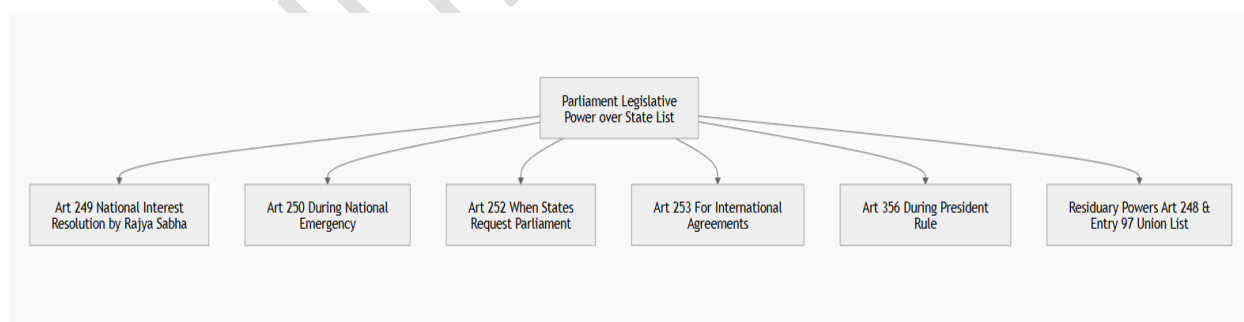 Parliament Legislative
Power over State List
Art 249 National Interest
Resolution by Rajya Sabha
Art 250 During National
Emergency
Art 252 When States
Request Parliament
Art 253 For International
Agreements
Art 356 During President
Rule
Residuary Powers Art 248 &
Entry 97 Union List